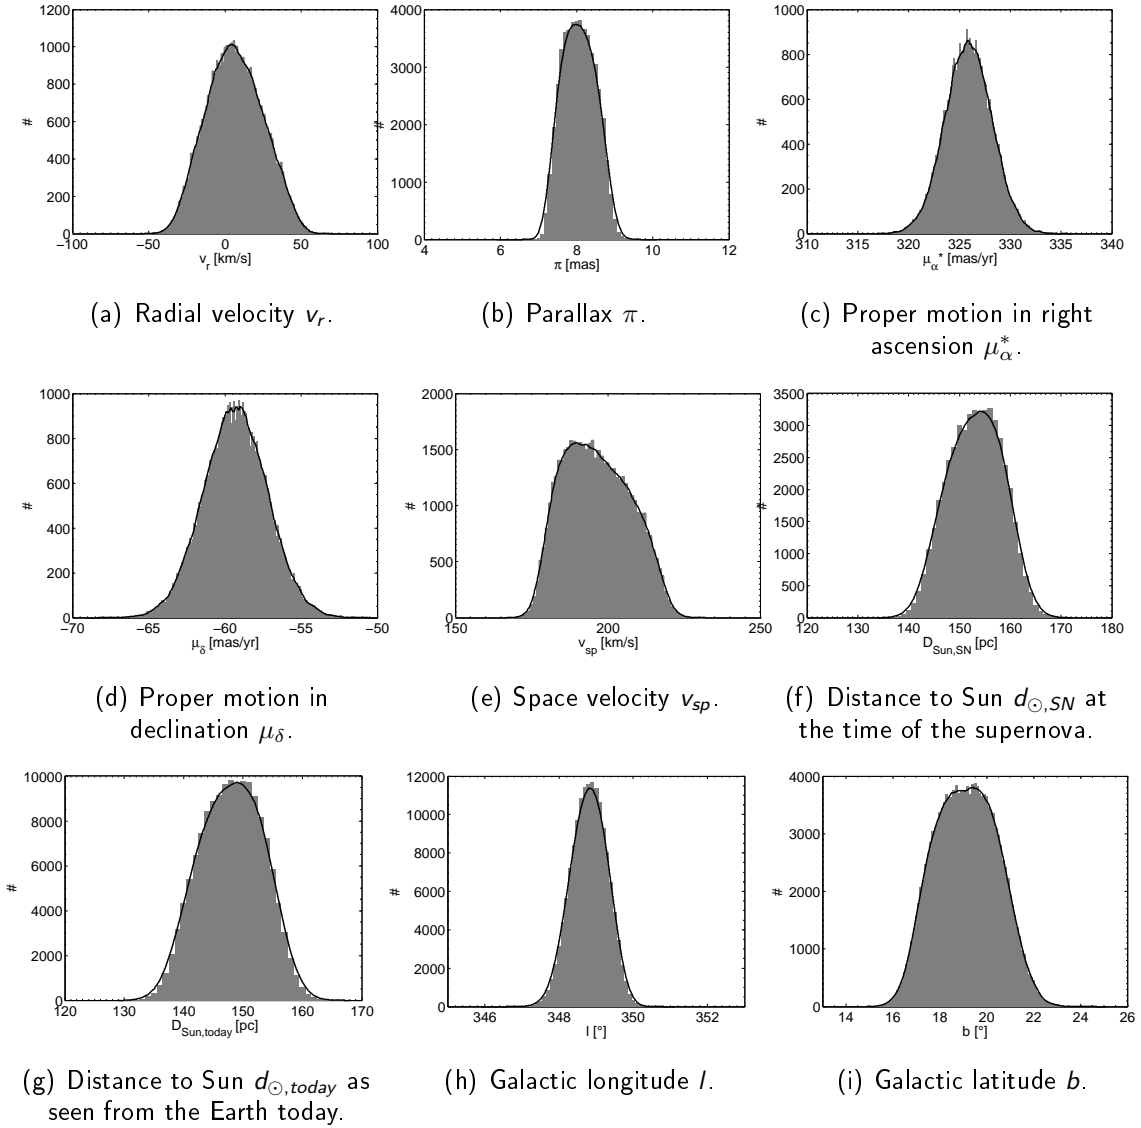 1200
1000
800
600
400
200
0
#
−100 −50 0 50 100
v_r [km/s]
(a) Radial velocity v_r.
4000
3000
2000
1000
0
#
4 6 8 10 12
π [mas]
(b) Parallax π.
1000
800
600
400
200
0
#
310 315 320 325 330 335 340
μ_α* [mas/yr]
(c) Proper motion in right
ascension μ*_α.
1000
800
600
400
200
0
#
−70 −65 −60 −55 −50
μ_δ [mas/yr]
(d) Proper motion in
declination μ_δ.
2000
1500
1000
500
0
#
150 200 250
v_sp [km/s]
(e) Space velocity v_sp.
3500
3000
2500
2000
1500
1000
500
0
#
120 130 140 150 160 170 180
D_Sun,SN [pc]
(f) Distance to Sun d_⊙,SN at
the time of the supernova.
10000
8000
6000
4000
2000
0
#
120 130 140 150 160 170
D_Sun,today [pc]
(g) Distance to Sun d_⊙,today as
seen from the Earth today.
12000
10000
8000
6000
4000
2000
0
#
346 348 350 352
l [°]
(h) Galactic longitude l.
4000
3000
2000
1000
0
#
14 16 18 20 22 24 26
b [°]
(i) Galactic latitude b.